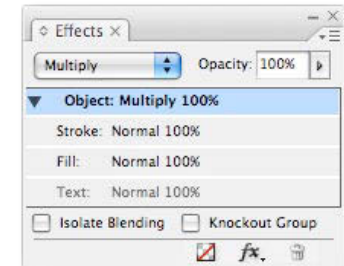 Effects
Multiply Opacity: 100%
Object: Multiply 100%
Stroke: Normal 100%
Fill: Normal 100%
Text: Normal 100%
Isolate Blending Knockout Group
fx.